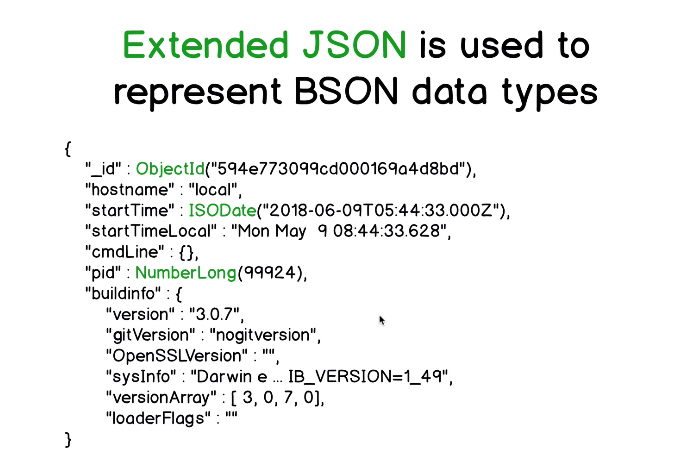 Extended JSON is used to
represent BSON data types
{
"_id" : ObjectId("594e773099cd000169a4d8bd"),
"hostname" : "local",
"startTime" : ISODate("2018-06-09T05:44:33.000Z"),
"startTimeLocal" : "Mon May  9 08:44:33.628",
"cmdLine" : {},
"pid" : NumberLong(99924),
"buildinfo" : {
"version" : "3.0.7",
"gitVersion" : "nogitversion",
"OpenSSLVersion" : "",
"sysInfo" : "Darwin e ... IB_VERSION=1_49",
"versionArray" : [ 3, 0, 7, 0],
"loaderFlags" : ""
}